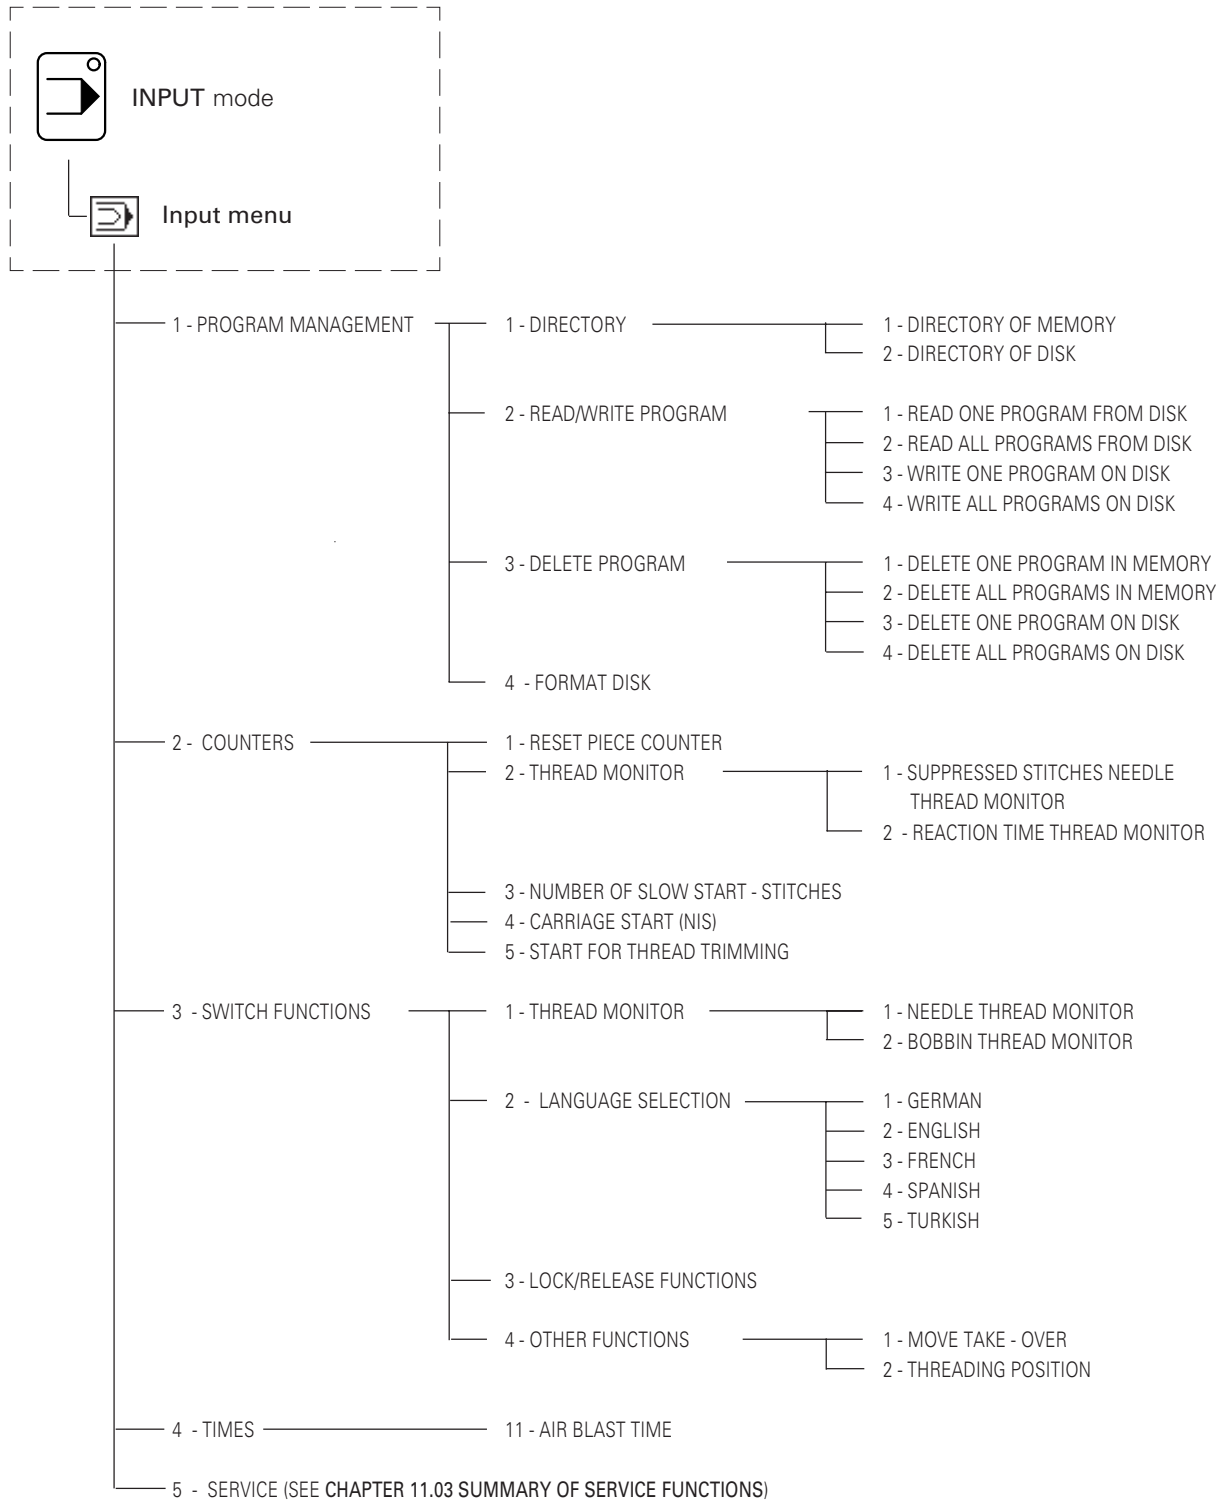 INPUT mode
Input menu
1 - PROGRAM MANAGEMENT
1 - DIRECTORY
1 - DIRECTORY OF MEMORY
2 - DIRECTORY OF DISK
2 - READ/WRITE PROGRAM
1 - READ ONE PROGRAM FROM DISK
2 - READ ALL PROGRAMS FROM DISK
3 - WRITE ONE PROGRAM ON DISK
4 - WRITE ALL PROGRAMS ON DISK
3 - DELETE PROGRAM
1 - DELETE ONE PROGRAM IN MEMORY
2 - DELETE ALL PROGRAMS IN MEMORY
3 - DELETE ONE PROGRAM ON DISK
4 - DELETE ALL PROGRAMS ON DISK
4 - FORMAT DISK
2 - COUNTERS
1 - RESET PIECE COUNTER
2 - THREAD MONITOR
1 - SUPPRESSED STITCHES NEEDLE
THREAD MONITOR
2 - REACTION TIME THREAD MONITOR
3 - NUMBER OF SLOW START - STITCHES
4 - CARRIAGE START (NIS)
5 - START FOR THREAD TRIMMING
3 - SWITCH FUNCTIONS
1 - THREAD MONITOR
1 - NEEDLE THREAD MONITOR
2 - BOBBIN THREAD MONITOR
2 - LANGUAGE SELECTION
1 - GERMAN
2 - ENGLISH
3 - FRENCH
4 - SPANISH
5 - TURKISH
3 - LOCK/RELEASE FUNCTIONS
4 - OTHER FUNCTIONS
1 - MOVE TAKE - OVER
2 - THREADING POSITION
4 - TIMES
11 - AIR BLAST TIME
5 - SERVICE (SEE CHAPTER 11.03 SUMMARY OF SERVICE FUNCTIONS)